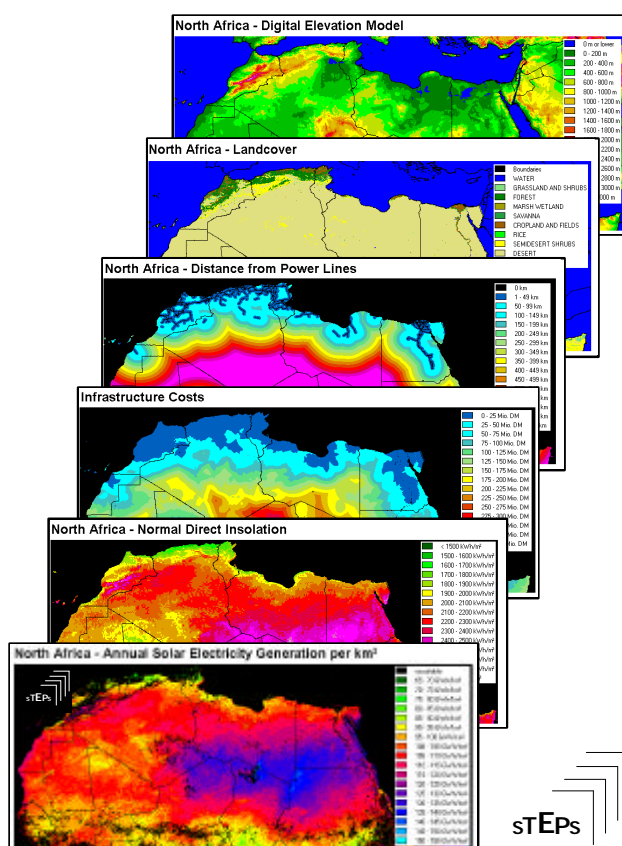 North Africa - Digital Elevation Model
0 m or lower
0 - 200 m
200 - 400 m
400 - 600 m
600 - 800 m
800 - 1000 m
1000 - 1200 m
1200 - 1400 m
1400 - 1600 m
1600 - 1800 m
2000 m
2200 m
2400 m
2600 m
2800 m
3000 m
000 m
North Africa - Landcover
Boundaries
WATER
GRASSLAND AND SHRUBS
FOREST
MARSH WETLAND
SAVANNA
CROPLAND AND FIELDS
RICE
SEMIDESERT SHRUBS
DESERT
North Africa - Distance from Power Lines
0 km
1 - 49 km
50 - 99 km
100 - 149 km
150 - 199 km
200 - 249 km
250 - 299 km
300 - 349 km
350 - 399 km
400 - 449 km
450 - 499 km
Infrastructure Costs
0 - 25 Mio. DM
25 - 50 Mio. DM
50 - 75 Mio. DM
75 - 100 Mio. DM
100 - 125 Mio. DM
125 - 150 Mio. DM
150 - 175 Mio. DM
175 - 200 Mio. DM
200 - 225 Mio. DM
225 - 250 Mio. DM
250 - 275 Mio. DM
275 - 300 Mio. DM
North Africa - Normal Direct Insolation
< 1500 kWh/m²
1500 - 1600 kWh/m²
1600 - 1700 kWh/m²
1700 - 1800 kWh/m²
1800 - 1900 kWh/m²
1900 - 2000 kWh/m²
2000 - 2100 kWh/m²
2100 - 2200 kWh/m²
2200 - 2300 kWh/m²
2300 - 2400 kWh/m²
2400 - 2500 kWh/m²
North Africa - Annual Solar Electricity Generation per km²
sTEPs
sTEPs